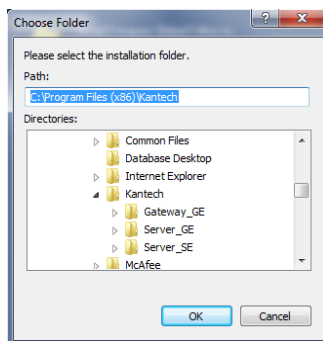 Choose Folder
Please select the installation folder.
Path:
C:\Program Files (x86)\Kantech
Directories:
Common Files
Database Desktop
Internet Explorer
Kantech
Gateway_GE
Server_GE
Server_SE
McAfee
OK Cancel